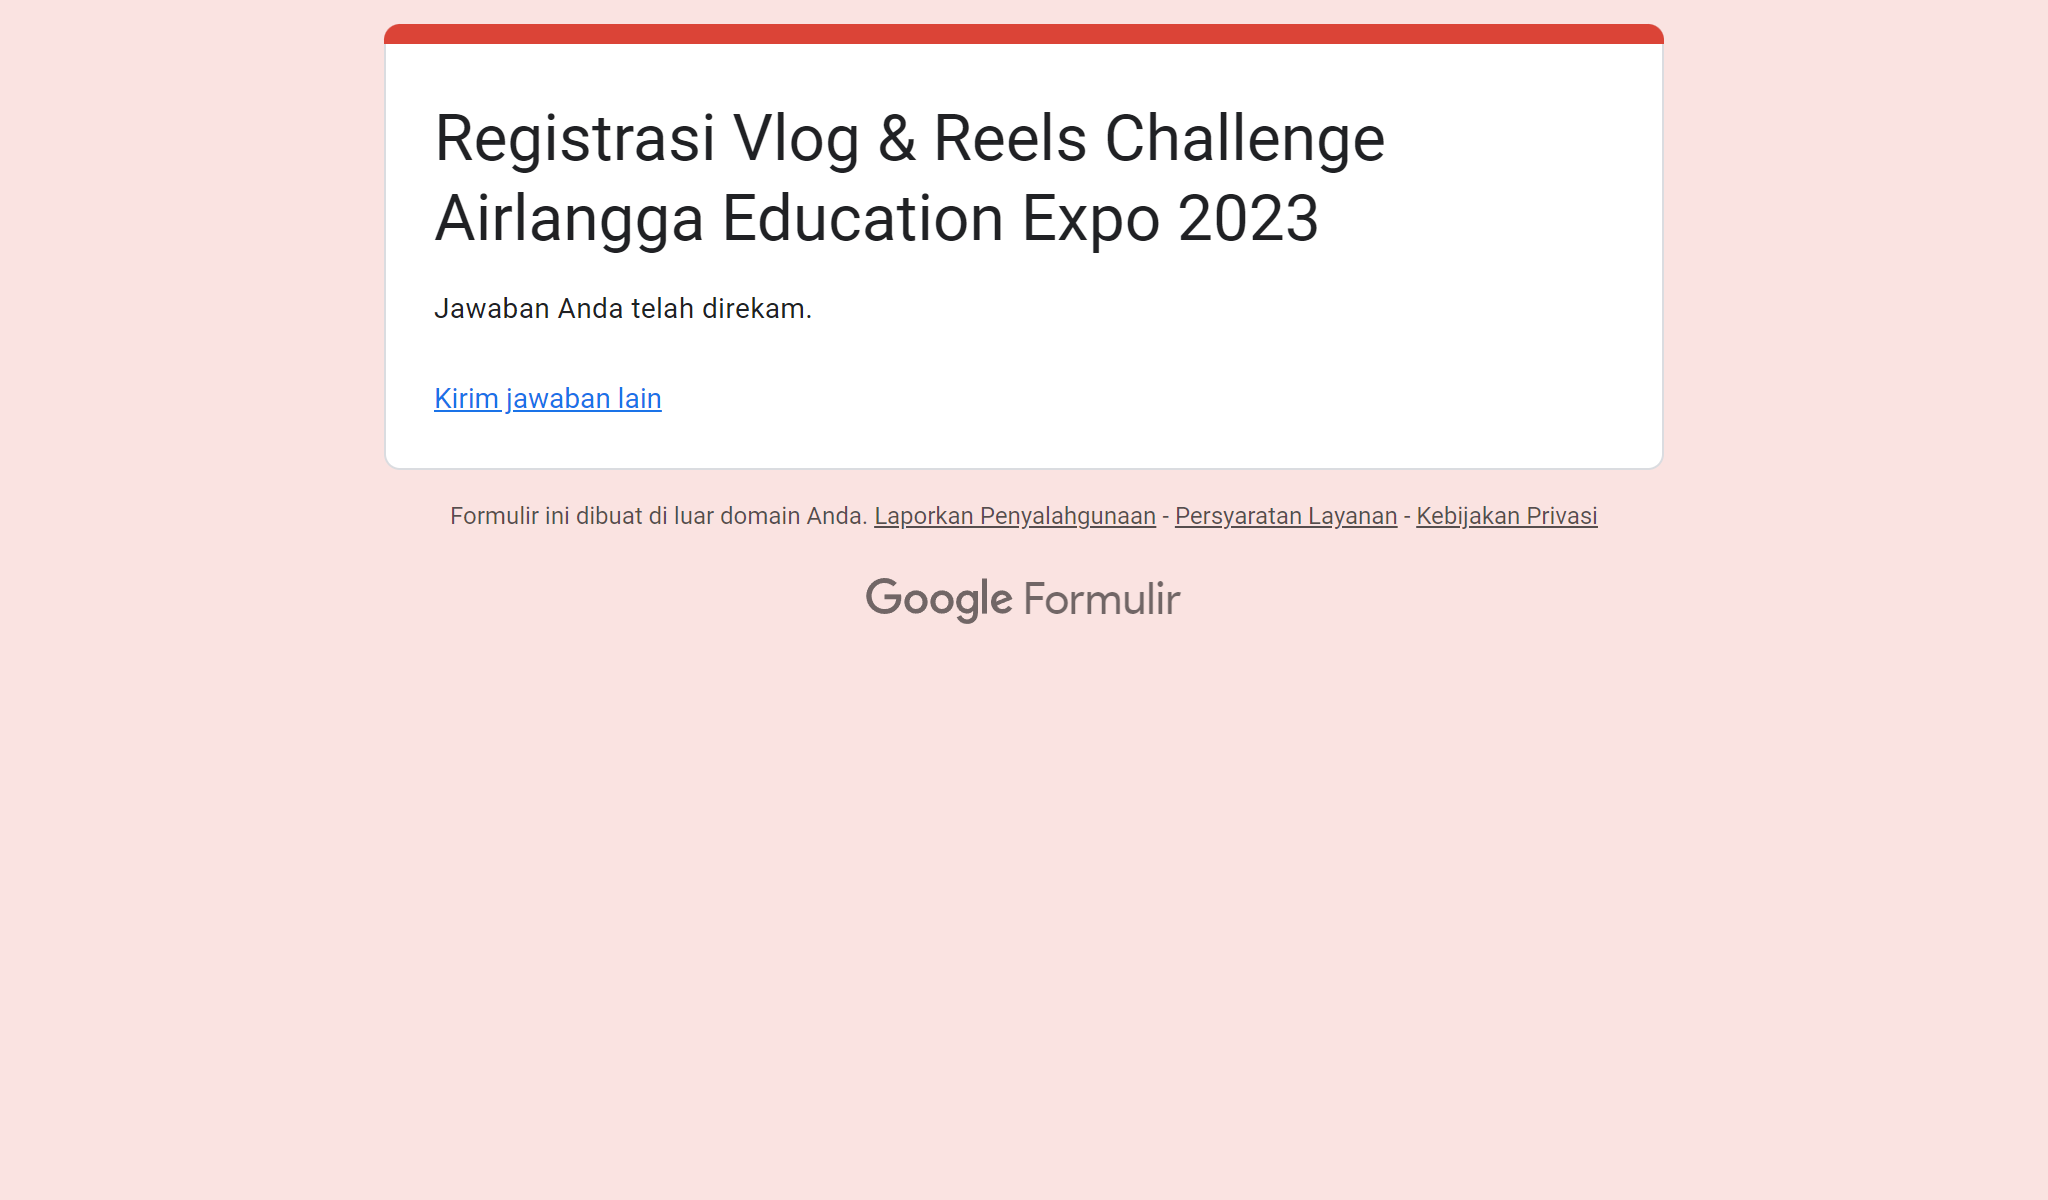 Registrasi Vlog & Reels Challenge
Airlangga Education Expo 2023
Jawaban Anda telah direkam.
Kirim jawaban lain
Formulir ini dibuat di luar domain Anda. Laporkan Penyalahgunaan - Persyaratan Layanan - Kebijakan Privasi
Google Formulir